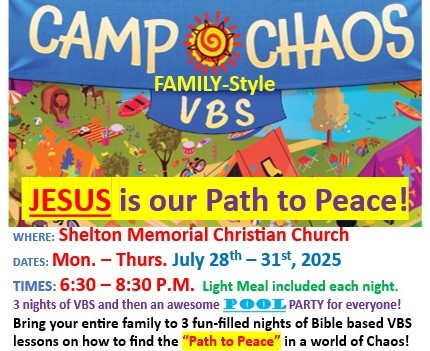 CAMP CHAOS
FAMILY-Style
VBS
JESUS is our Path to Peace!
WHERE: Shelton Memorial Christian Church
DATES: Mon. – Thurs. July 28th – 31st, 2025
TIMES: 6:30 – 8:30 P.M. Light Meal included each night.
3 nights of VBS and then an awesome POOL PARTY for everyone!
Bring your entire family to 3 fun-filled nights of Bible based VBS
lessons on how to find the “Path to Peace” in a world of Chaos!